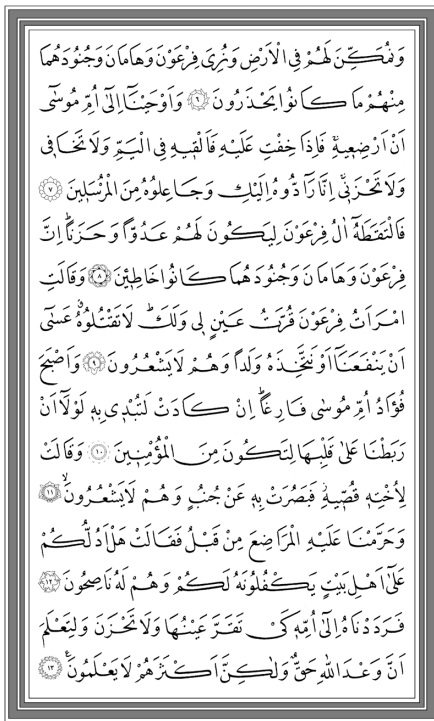 وَنُمَكِّنَ لَهُمْ فِي الْاَرْضِ وَنُرِيَ فِرْعَوْنَ وَهَامَانَ وَجُنُودَهُمَا
مِنْهُمْ مَا كَانُوا يَحْذَرُونَ ﴿٦﴾ وَاَوْحَيْنَٓا اِلٰٓى اُمِّ مُوسٰٓى
اَنْ اَرْضِعِيهِۚ فَاِذَا خِفْتِ عَلَيْهِ فَاَلْقِيهِ فِي الْيَمِّ وَلَا تَخَافِي
وَلَا تَحْزَنِيۚ اِنَّا رَٓادُّوهُ اِلَيْكِ وَجَاعِلُوهُ مِنَ الْمُرْسَلِينَ ﴿٧﴾
فَالْتَقَطَهُٓ اٰلُ فِرْعَوْنَ لِيَكُونَ لَهُمْ عَدُوًّا وَحَزَنًاۜ اِنَّ
فِرْعَوْنَ وَهَامَانَ وَجُنُودَهُمَا كَانُوا خَاطِـِٔينَ ﴿٨﴾ وَقَالَتِ
امْرَاَتُ فِرْعَوْنَ قُرَّتُ عَيْنٍ لِي وَلَكَۜ لَا تَقْتُلُوهُۗ عَسٰٓى
اَنْ يَنْفَعَنَٓا اَوْ نَتَّخِذَهُ وَلَدًا وَهُمْ لَا يَشْعُرُونَ ﴿٩﴾ وَاَصْبَحَ
فُؤٰادُ اُمِّ مُوسٰى فَارِغًاۜ اِنْ كَادَتْ لَتُبْدِي بِهِ لَوْلَٓا اَنْ
رَبَطْنَا عَلٰى قَلْبِهَا لِتَكُونَ مِنَ الْمُؤْمِنِينَ ﴿١٠﴾ وَقَالَتْ
لِاُخْتِهِ قُصِّيهِۘ فَبَصُرَتْ بِهِ عَنْ جُنُبٍ وَهُمْ لَا يَشْعُرُونَۙ ﴿١١﴾
وَحَرَّمْنَا عَلَيْهِ الْمَرَاضِعَ مِنْ قَبْلُ فَقَالَتْ هَلْ اَدُلُّكُمْ
عَلٰٓى اَهْلِ بَيْتٍ يَكْفُلُونَهُ لَكُمْ وَهُمْ لَهُ نَاصِحُونَ ﴿١٢﴾
فَرَدَدْنَاهُ اِلٰٓى اُمِّهِ كَيْ تَقَرَّ عَيْنُهَا وَلَا تَحْزَنَ وَلِتَعْلَمَ
اَنَّ وَعْدَ اللّٰهِ حَقٌّ وَلٰكِنَّ اَكْثَرَهُمْ لَا يَعْلَمُونَ ﴿١٣﴾